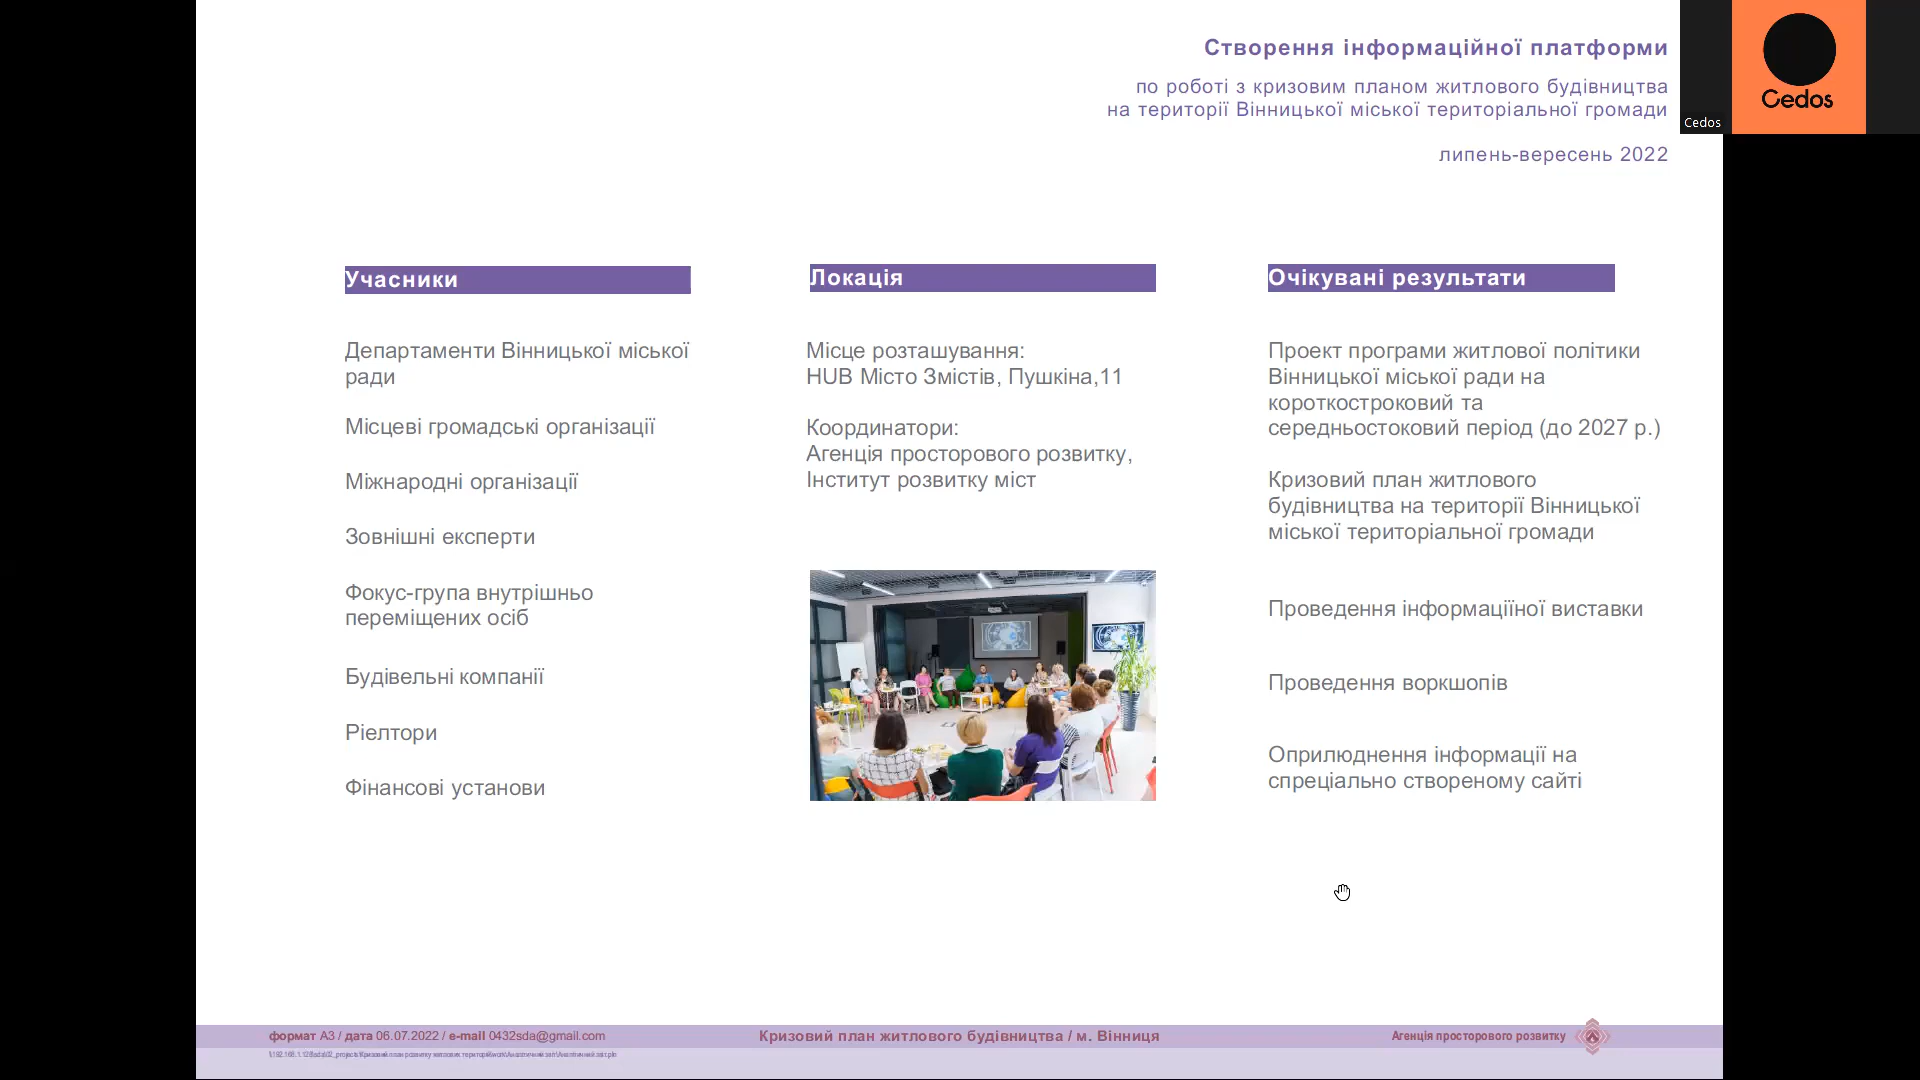 Створення інформаційної платформи
по роботі з кризовим планом житлового будівництва
на території Вінницької міської територіальної громади
липень-вересень 2022
Cedos
Cedos
Учасники
Департаменти Вінницької міської
ради
Місцеві громадські організації
Міжнародні організації
Зовнішні експерти
Фокус-група внутрішньо
переміщених осіб
Будівельні компанії
Ріелтори
Фінансові установи
Локація
Місце розташування:
HUB Місто Змістів, Пушкіна,11
Координатори:
Агенція просторового розвитку,
Інститут розвитку міст
Очікувані результати
Проект програми житлової політики
Вінницької міської ради на
короткостроковий та
середньостоковий період (до 2027 р.)
Кризовий план житлового
будівництва на території Вінницької
міської територіальної громади
Проведення інформаціїної виставки
Проведення воркшопів
Оприлюднення інформації на
спреціально створеному сайті
формат А3 / дата 06.07.2022 / e-mail 0432sda@gmail.com
Кризовий план житлового будівництва / м. Вінниця
Агенція просторового розвитку